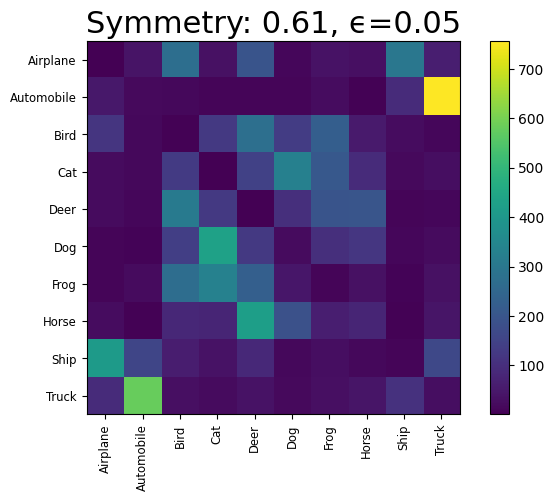 Symmetry: 0.61, ϵ=0.05
Airplane
Automobile
Bird
Cat
Deer
Dog
Frog
Horse
Ship
Truck
Airplane
Automobile
Bird
Cat
Deer
Dog
Frog
Horse
Ship
Truck
700
600
500
400
300
200
100